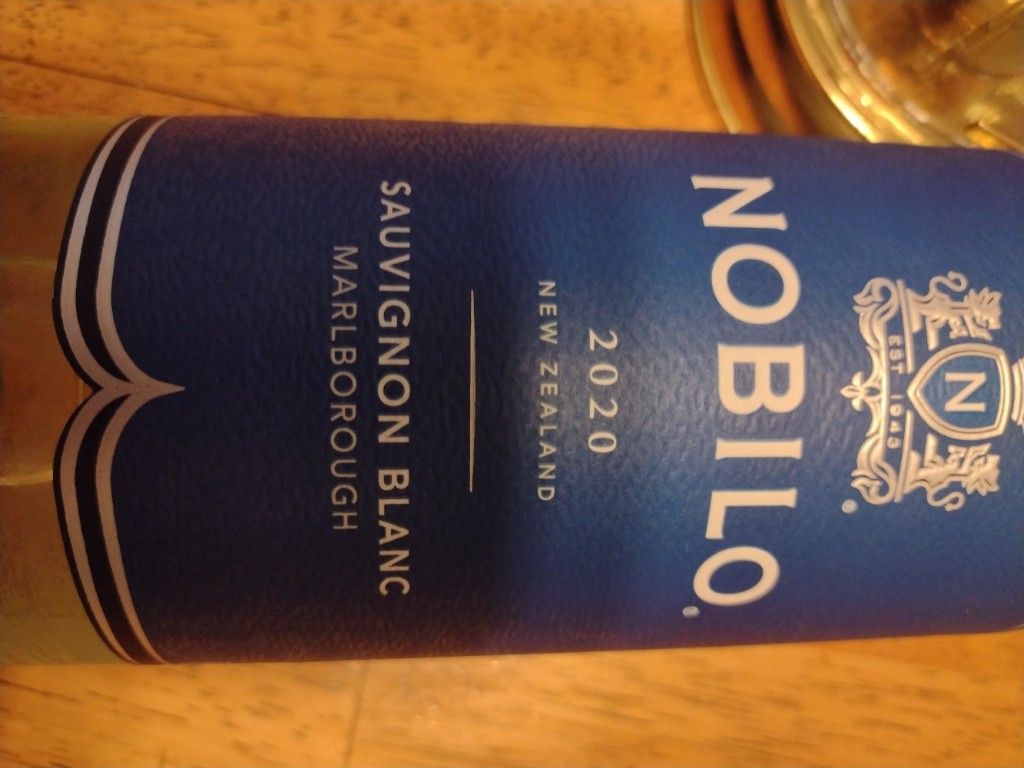 N
EST 1943
NOBILO®
2020
NEW ZEALAND
SAUVIGNON BLANC
MARLBOROUGH